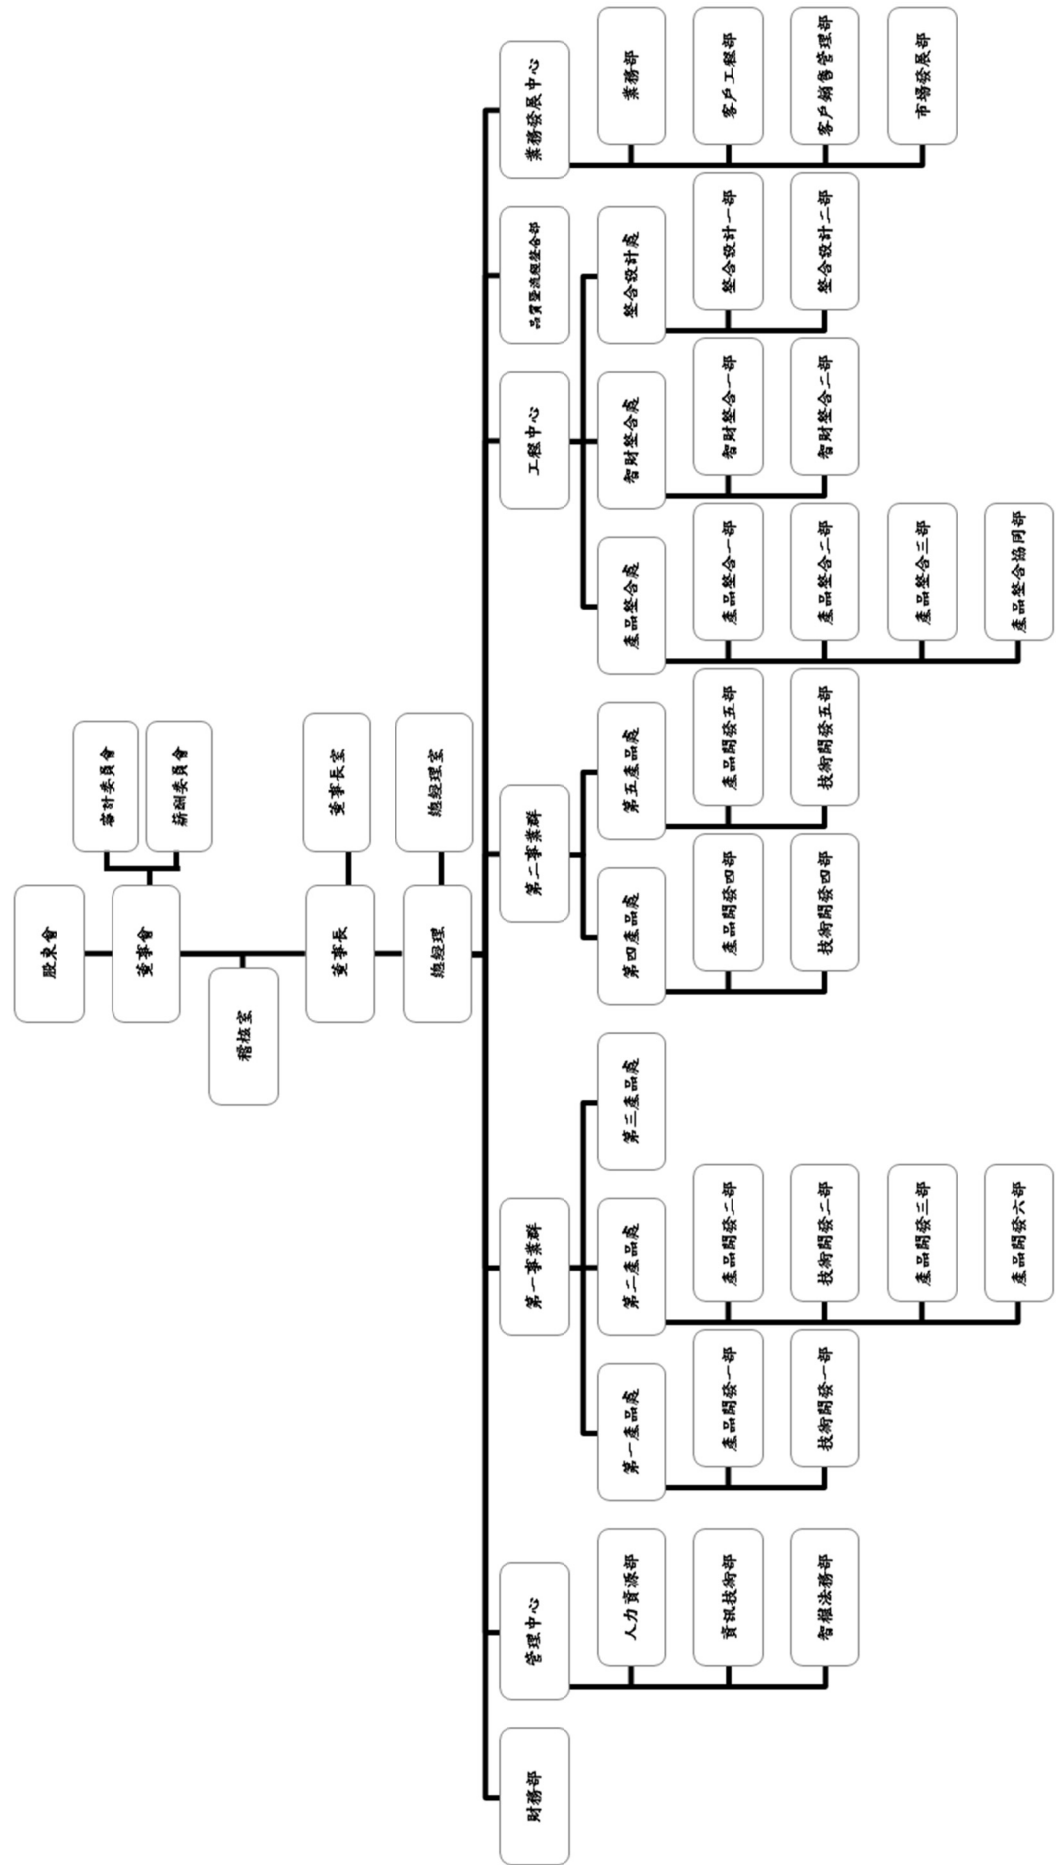 股東會
審計委員會
薪酬委員會
董事會
稽核室
董事長室
董事長
總經理室
總經理
財務部
管理中心
人力資源部
資訊技術部
智權法務部
第一事業群
第一產品處
產品開發一部
技術開發一部
第二產品處
產品開發二部
技術開發二部
產品開發三部
產品開發六部
第三產品處
第二事業群
第四產品處
產品開發四部
技術開發四部
第五產品處
產品開發五部
技術開發五部
工程中心
產品整合處
產品整合一部
產品整合二部
產品整合三部
產品整合協同部
智財整合處
智財整合一部
智財整合二部
整合設計處
整合設計一部
整合設計二部
品質暨流程整合部
業務發展中心
業務部
客戶工程部
客戶銷售管理部
市場發展部